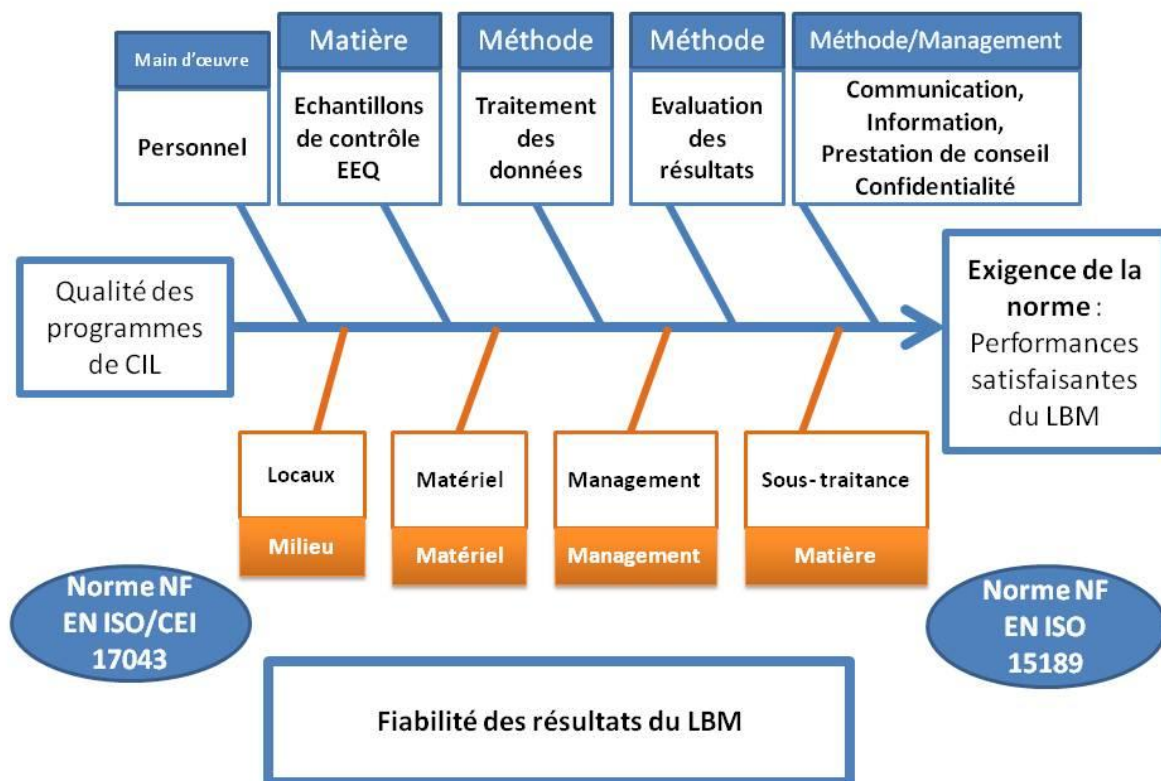 Main d'œuvre
Personnel
Matière
Echantillons
de contrôle
EEQ
Méthode
Traitement
des
données
Méthode
Evaluation
des
résultats
Méthode/Management
Communication,
Information,
Prestation de conseil
Confidentialité
Qualité des
programmes
de CIL
Exigence de la
norme :
Performances
satisfaisantes
du LBM
Locaux
Milieu
Matériel
Matériel
Management
Management
Sous- traitance
Matière
Norme NF
EN ISO/CEI
17043
Norme NF
EN ISO
15189
Fiabilité des résultats du LBM